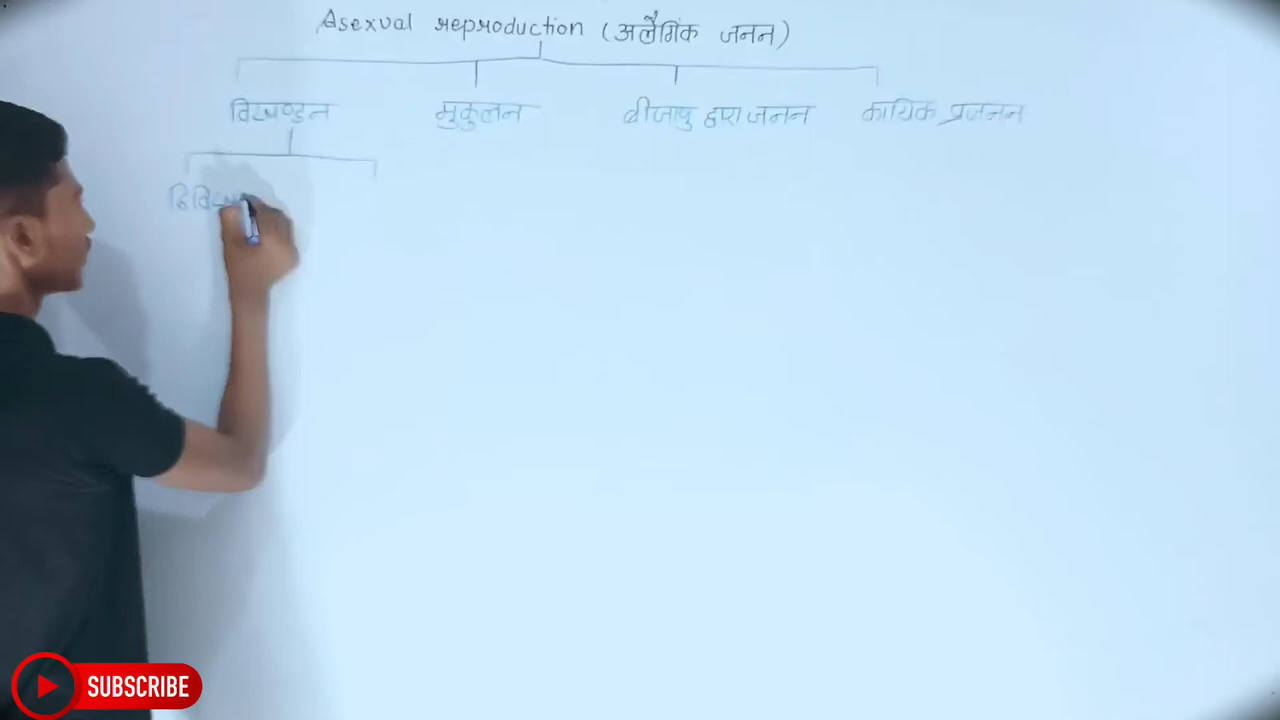 Asexual reproduction (अलैगिंक जनन)
विखण्डन मुकुलन बीजाणु द्वारा जनन कायिक प्रजनन
SUBSCRIBE